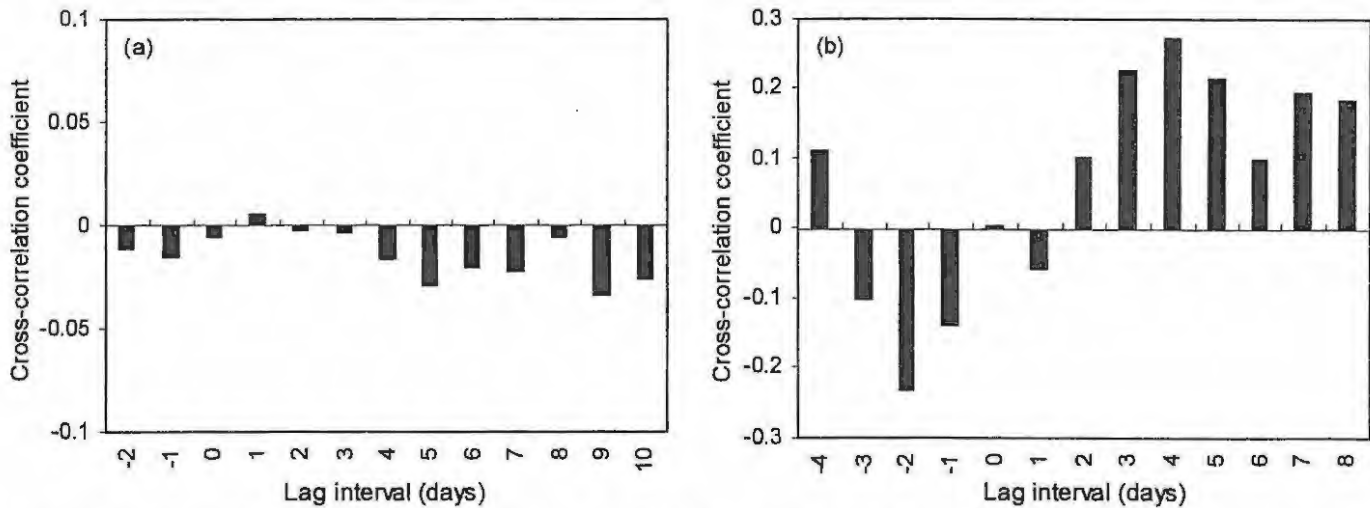 (a)
Cross-correlation coefficient
0.1
0.05
0
-0.05
-0.1
-2 -1 0 1 2 3 4 5 6 7 8 9 10
Lag interval (days)
(b)
Cross-correlation coefficient
0.3
0.2
0.1
0
-0.1
-0.2
-0.3
-4 -3 -2 -1 0 1 2 3 4 5 6 7 8
Lag interval (days)